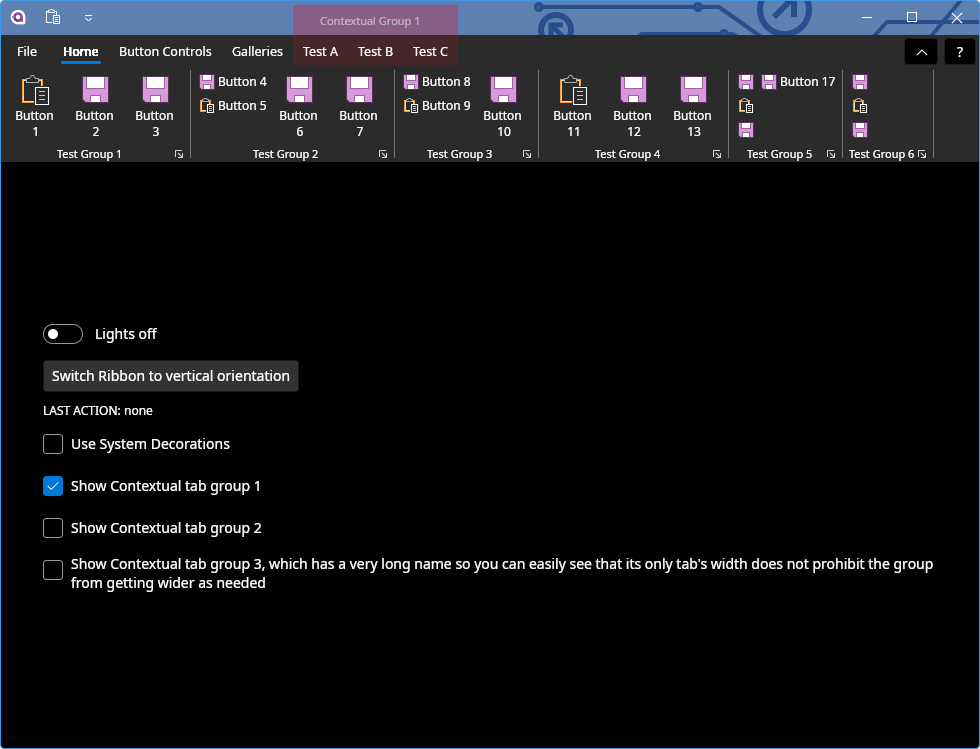 Contextual Group 1
File Home Button Controls Galleries Test A Test B Test C ?
Button 1
Button 2
Button 3
Test Group 1
Button 4
Button 5
Button 6
Button 7
Test Group 2
Button 8
Button 9
Button 10
Test Group 3
Button 11
Button 12
Button 13
Test Group 4
Button 17
Test Group 5
Test Group 6
Lights off
Switch Ribbon to vertical orientation
LAST ACTION: none
Use System Decorations
Show Contextual tab group 1
Show Contextual tab group 2
Show Contextual tab group 3, which has a very long name so you can easily see that its only tab's width does not prohibit the group
from getting wider as needed